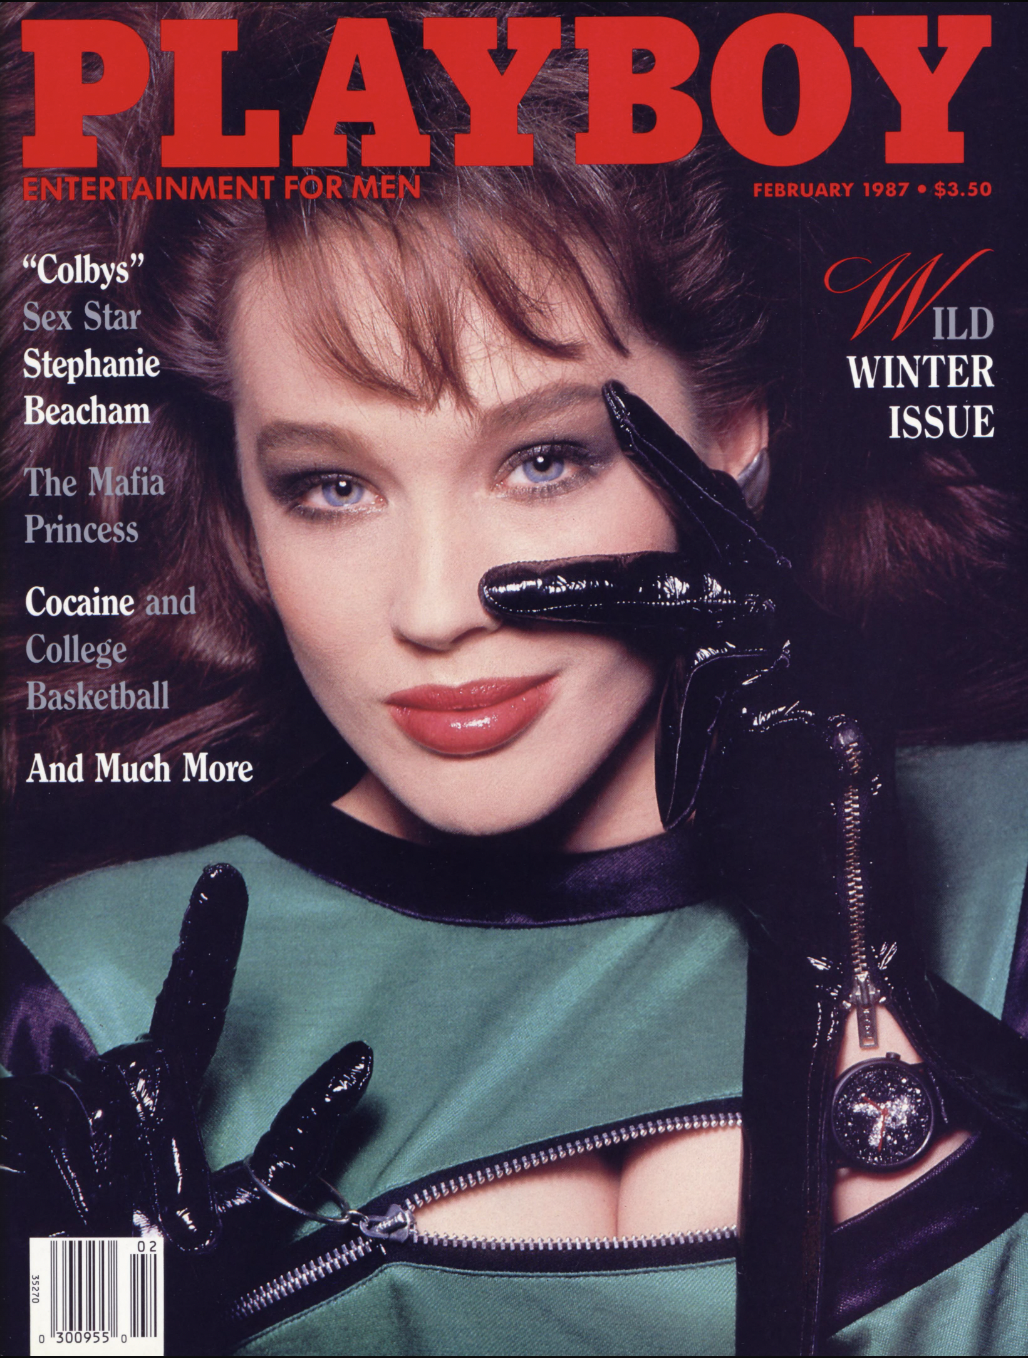 PLAYBOY
ENTERTAINMENT FOR MEN
FEBRUARY 1987 • $3.50
“Colbys”
Sex Star
Stephanie
Beacham
The Mafia
Princess
Cocaine and
College
Basketball
And Much More
WILD
WINTER
ISSUE
02
35270
0 300955 0